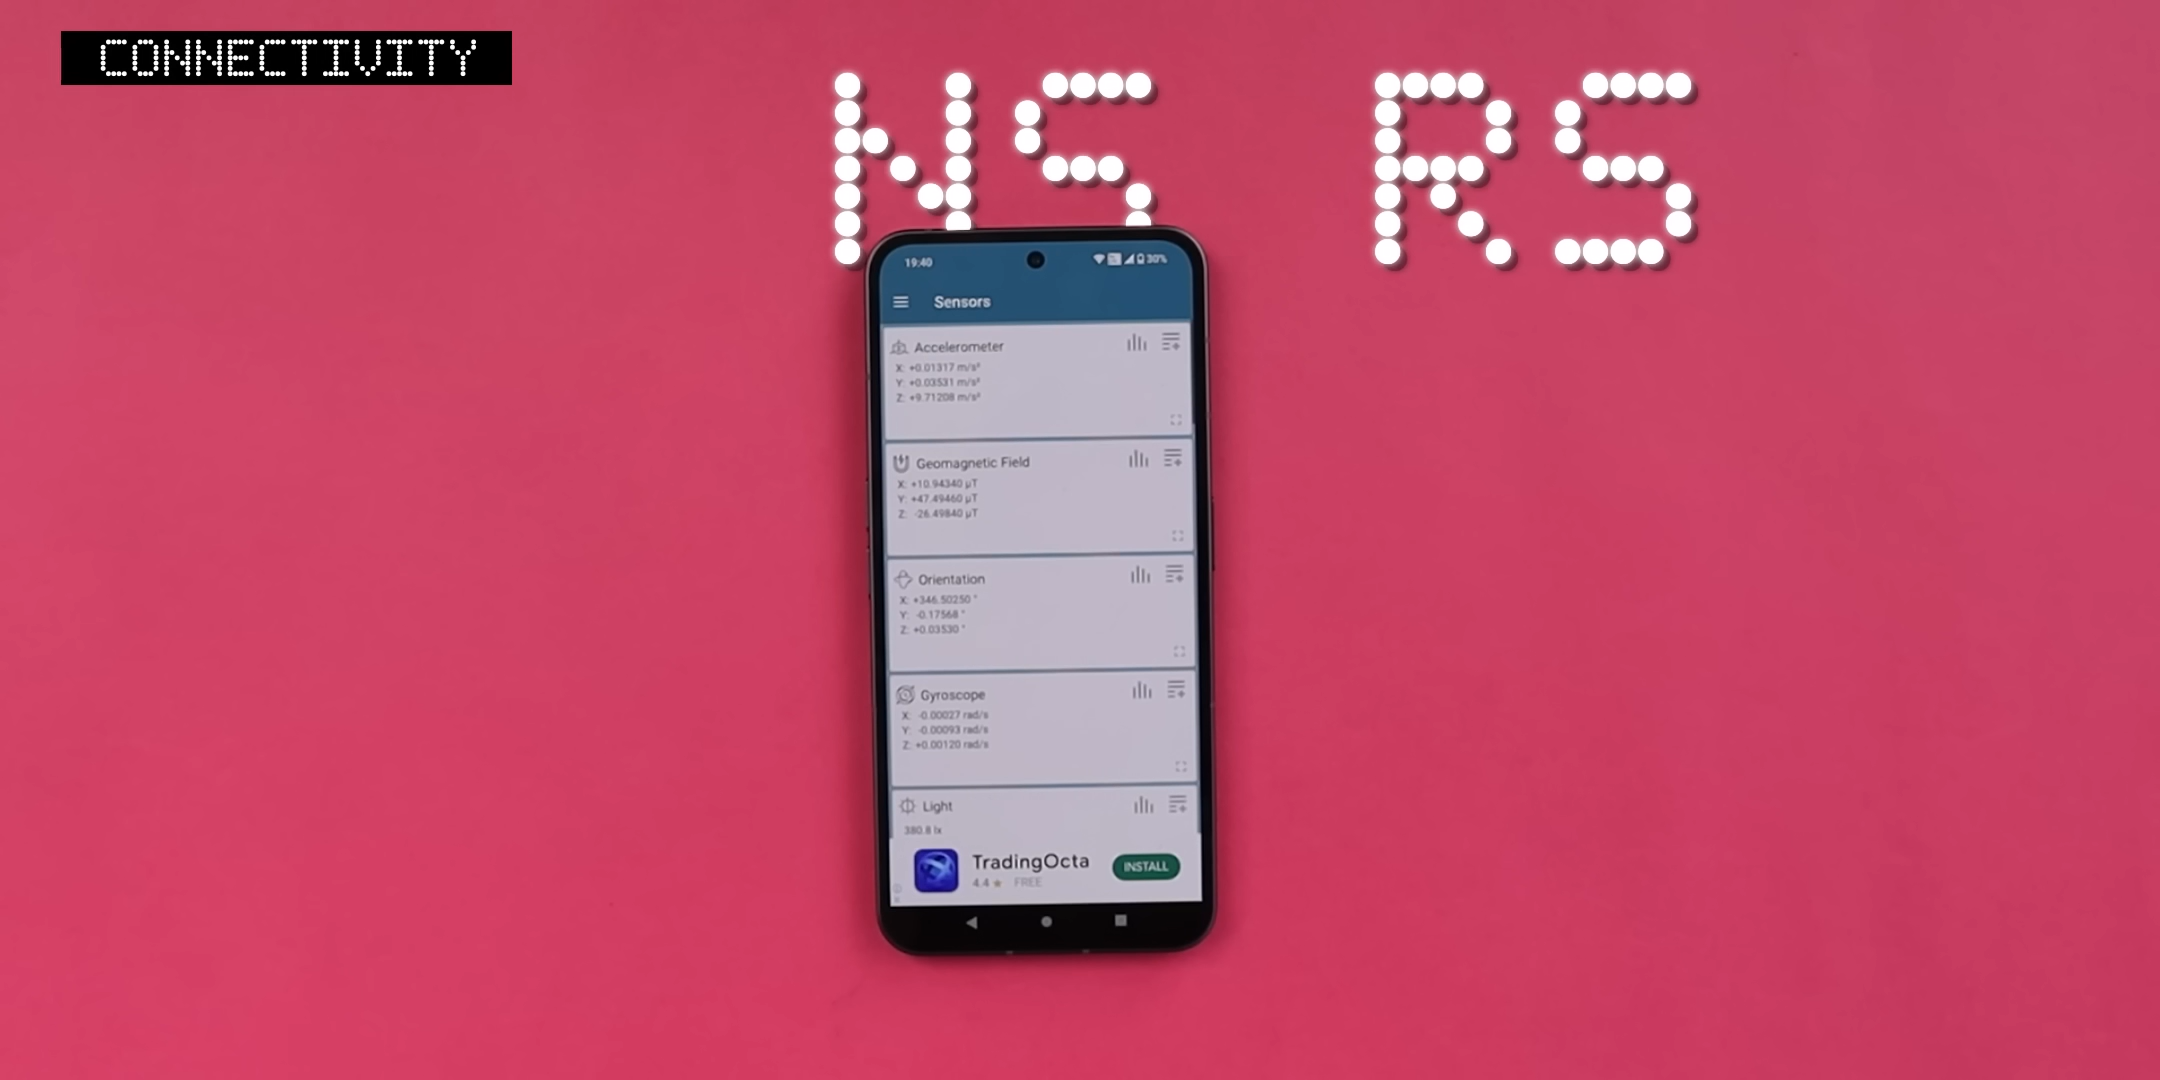 CONNECTIVITY
NS RS
19:40
30%
Sensors
Accelerometer
X: +0.01317 m/s²
Y: +0.03531 m/s²
Z: +9.71208 m/s²
Geomagnetic Field
X: +10.94340 µT
Y: +47.49460 µT
Z: -26.49840 µT
Orientation
X: +346.50250 °
Y: -0.17568 °
Z: +0.03530 °
Gyroscope
X: -0.00027 rad/s
Y: -0.00093 rad/s
Z: +0.00120 rad/s
Light
380.8 lx
TradingOcta
4.4 ★ FREE
INSTALL